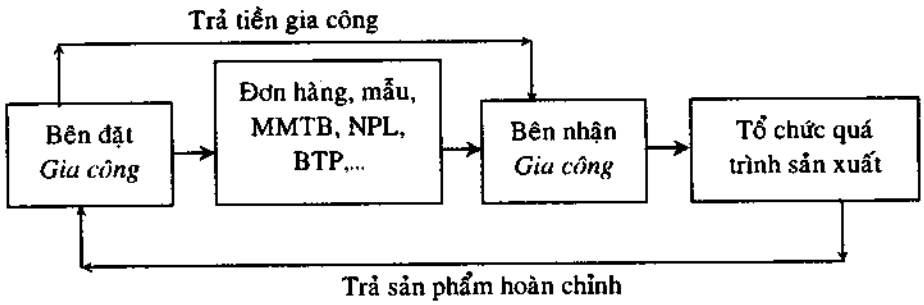 Trả tiền gia công
Bên đặt
Gia công
Đơn hàng, mẫu,
MMTB, NPL,
BTP,...
Bên nhận
Gia công
Tổ chức quá
trình sản xuất
Trả sản phẩm hoàn chỉnh